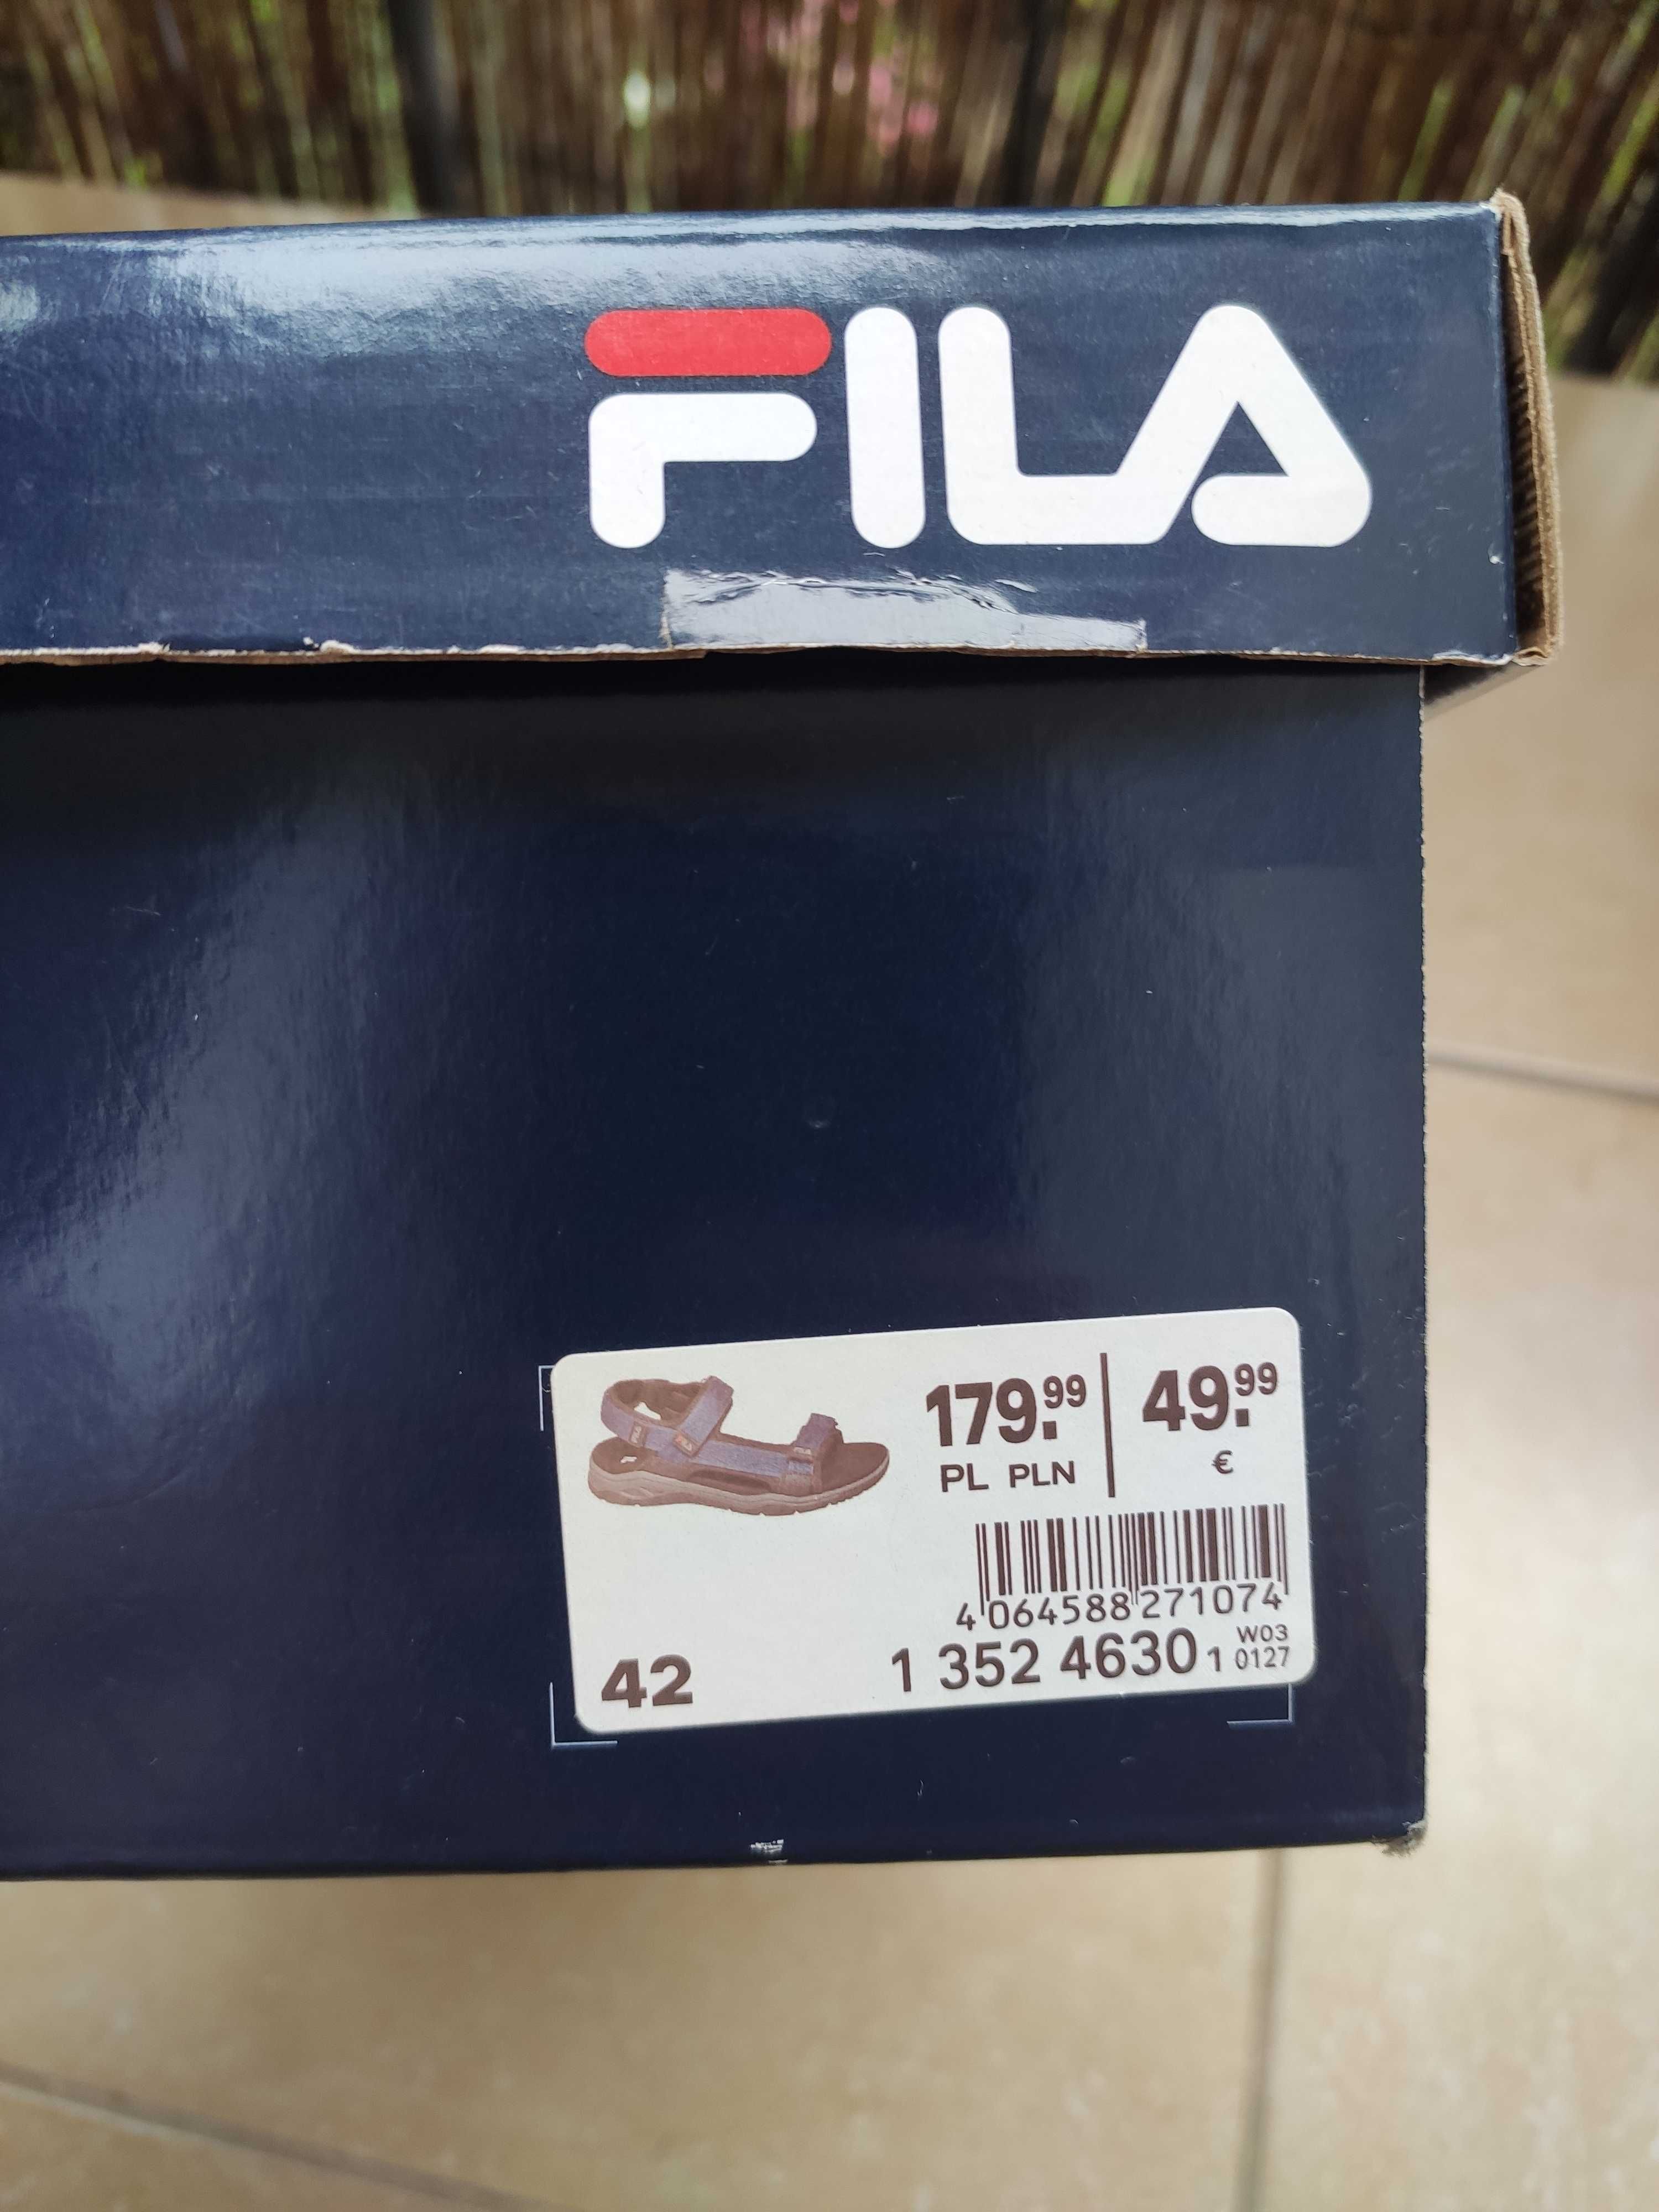 FILA
179.99 49.99
PL PLN €
4 064588 271074
42 1 352 4630 1 W03
0127